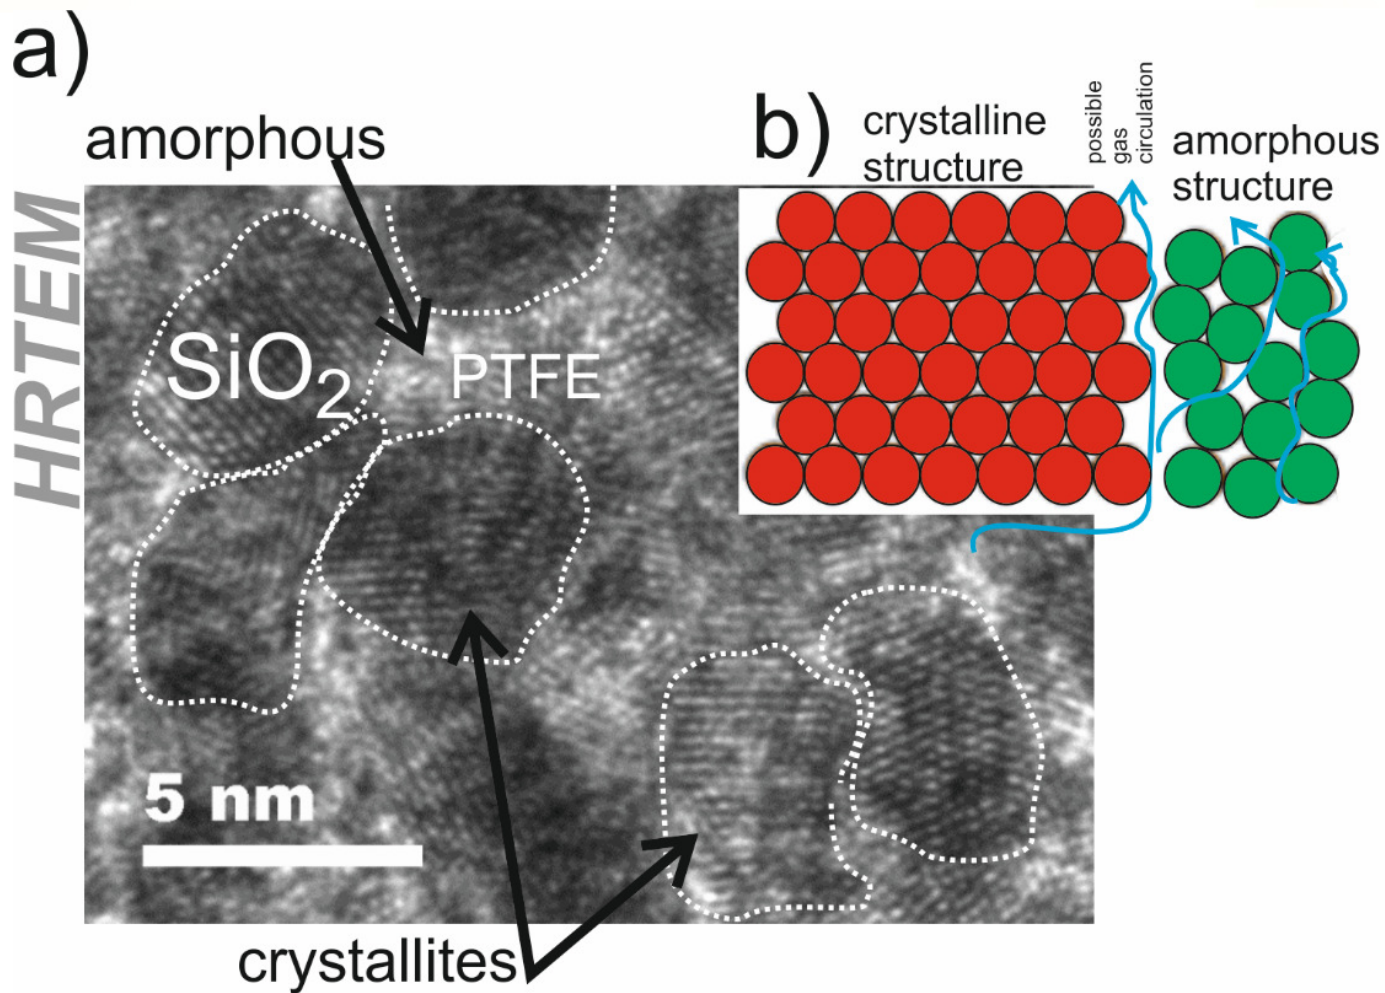 a)
amorphous
HRTEM
SiO2
PTFE
5 nm
crystallites
b)
crystalline
structure
possible
gas
circulation
amorphous
structure